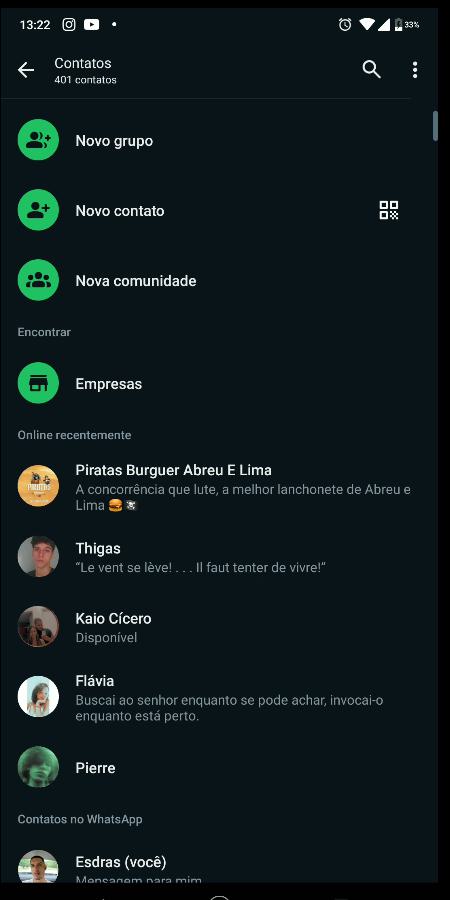 13:22 33%
Contatos
401 contatos
Novo grupo
Novo contato
Nova comunidade
Encontrar
Empresas
Online recentemente
Piratas Burguer Abreu E Lima
A concorrência que lute, a melhor lanchonete de Abreu e
Lima 🍔🏴‍☠️
Thigas
“Le vent se lève! . . . Il faut tenter de vivre!”
Kaio Cícero
Disponível
Flávia
Buscai ao senhor enquanto se pode achar, invocai-o
enquanto está perto.
Pierre
Contatos no WhatsApp
Esdras (você)
Mensagem para mim